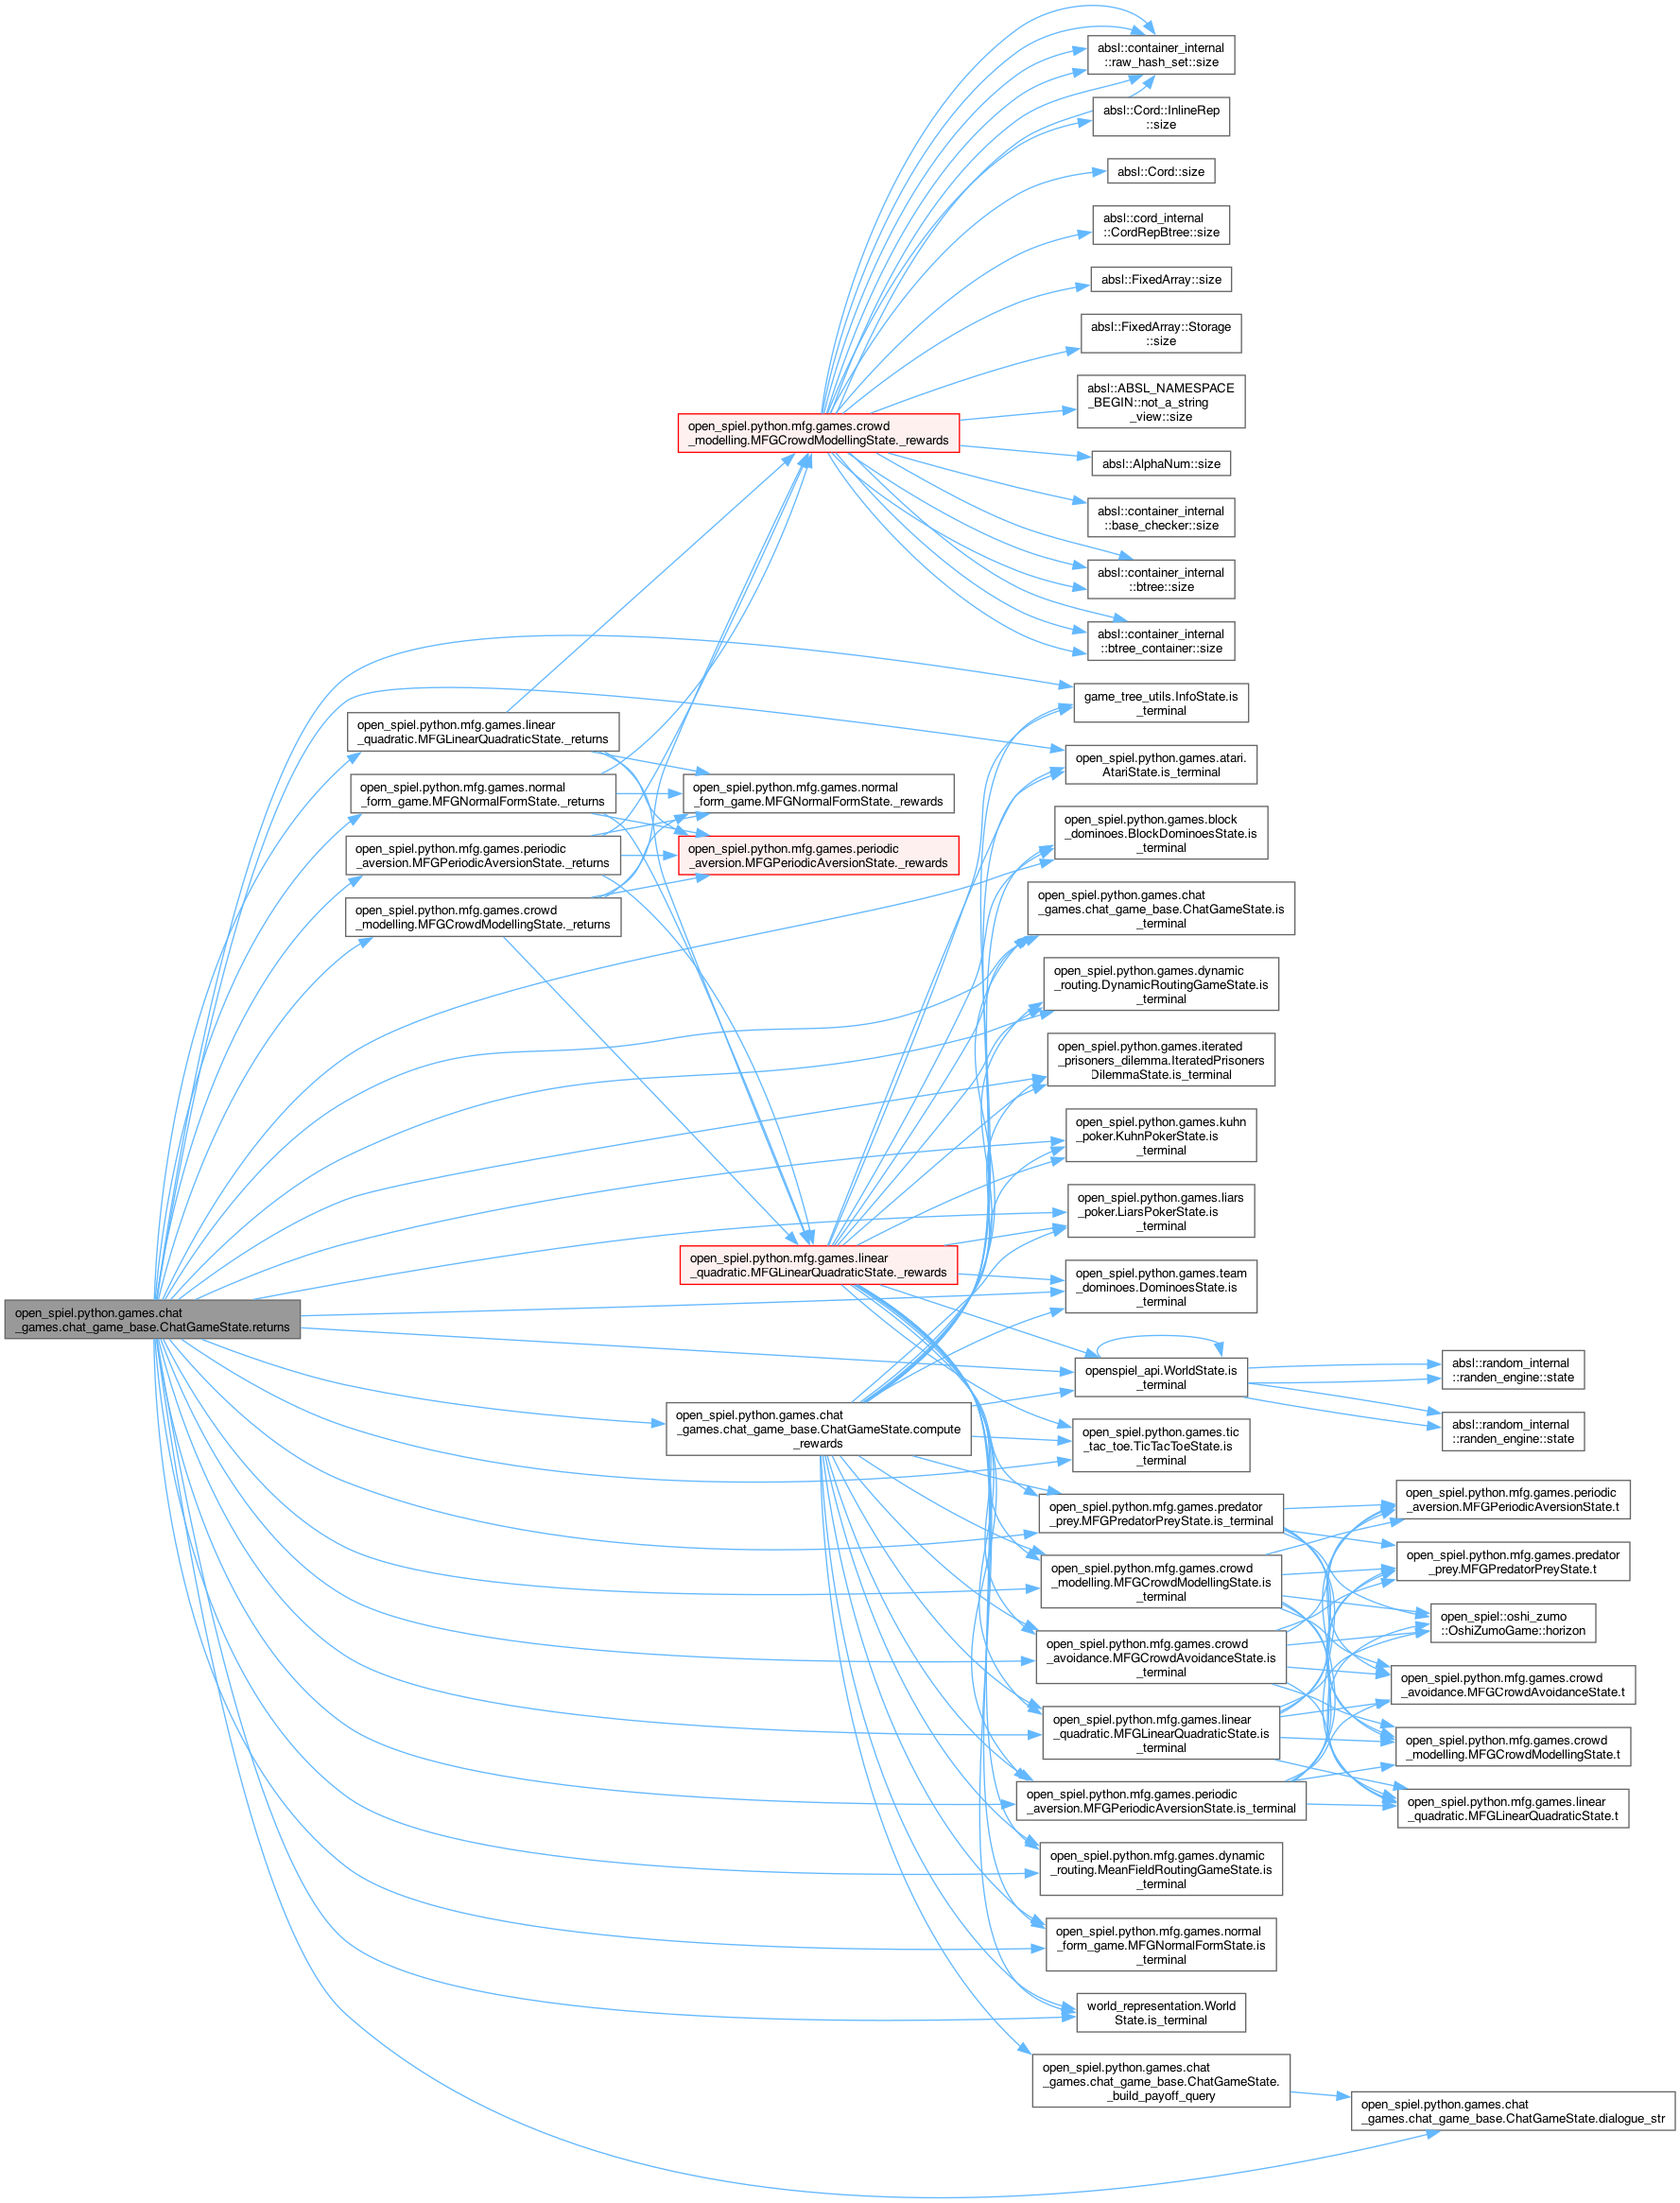 absl::container_internal
::raw_hash_set::size
absl::Cord::InlineRep
::size
absl::Cord::size
absl::cord_internal
::CordRepBtree::size
absl::FixedArray::size
absl::FixedArray::Storage
::size
absl::ABSL_NAMESPACE
_BEGIN::not_a_string
_view::size
open_spiel.python.mfg.games.crowd
_modelling.MFGCrowdModellingState._rewards
absl::AlphaNum::size
absl::container_internal
::base_checker::size
absl::container_internal
::btree::size
absl::container_internal
::btree_container::size
game_tree_utils.InfoState.is
_terminal
open_spiel.python.mfg.games.linear
_quadratic.MFGLinearQuadraticState._returns
open_spiel.python.games.atari.
AtariState.is_terminal
open_spiel.python.mfg.games.normal
_form_game.MFGNormalFormState._returns
open_spiel.python.mfg.games.normal
_form_game.MFGNormalFormState._rewards
open_spiel.python.games.block
_dominoes.BlockDominoesState.is
_terminal
open_spiel.python.mfg.games.periodic
_aversion.MFGPeriodicAversionState._returns
open_spiel.python.mfg.games.periodic
_aversion.MFGPeriodicAversionState._rewards
open_spiel.python.games.chat
_games.chat_game_base.ChatGameState.is
_terminal
open_spiel.python.mfg.games.crowd
_modelling.MFGCrowdModellingState._returns
open_spiel.python.games.dynamic
_routing.DynamicRoutingGameState.is
_terminal
open_spiel.python.games.iterated
_prisoners_dilemma.IteratedPrisoners
DilemmaState.is_terminal
open_spiel.python.games.kuhn
_poker.KuhnPokerState.is
_terminal
open_spiel.python.games.liars
_poker.LiarsPokerState.is
_terminal
open_spiel.python.mfg.games.linear
_quadratic.MFGLinearQuadraticState._rewards
open_spiel.python.games.team
_dominoes.DominoesState.is
_terminal
open_spiel.python.games.chat
_games.chat_game_base.ChatGameState.returns
openspiel_api.WorldState.is
_terminal
absl::random_internal
::randen_engine::state
absl::random_internal
::randen_engine::state
open_spiel.python.games.chat
_games.chat_game_base.ChatGameState.compute
_rewards
open_spiel.python.games.tic
_tac_toe.TicTacToeState.is
_terminal
open_spiel.python.mfg.games.predator
_prey.MFGPredatorPreyState.is_terminal
open_spiel.python.mfg.games.periodic
_aversion.MFGPeriodicAversionState.t
open_spiel.python.mfg.games.predator
_prey.MFGPredatorPreyState.t
open_spiel.python.mfg.games.crowd
_modelling.MFGCrowdModellingState.is
_terminal
open_spiel::oshi_zumo
::OshiZumoGame::horizon
open_spiel.python.mfg.games.crowd
_avoidance.MFGCrowdAvoidanceState.is
_terminal
open_spiel.python.mfg.games.crowd
_avoidance.MFGCrowdAvoidanceState.t
open_spiel.python.mfg.games.linear
_quadratic.MFGLinearQuadraticState.is
_terminal
open_spiel.python.mfg.games.crowd
_modelling.MFGCrowdModellingState.t
open_spiel.python.mfg.games.periodic
_aversion.MFGPeriodicAversionState.is_terminal
open_spiel.python.mfg.games.linear
_quadratic.MFGLinearQuadraticState.t
open_spiel.python.mfg.games.dynamic
_routing.MeanFieldRoutingGameState.is
_terminal
open_spiel.python.mfg.games.normal
_form_game.MFGNormalFormState.is
_terminal
world_representation.World
State.is_terminal
open_spiel.python.games.chat
_games.chat_game_base.ChatGameState.
_build_payoff_query
open_spiel.python.games.chat
_games.chat_game_base.ChatGameState.dialogue_str